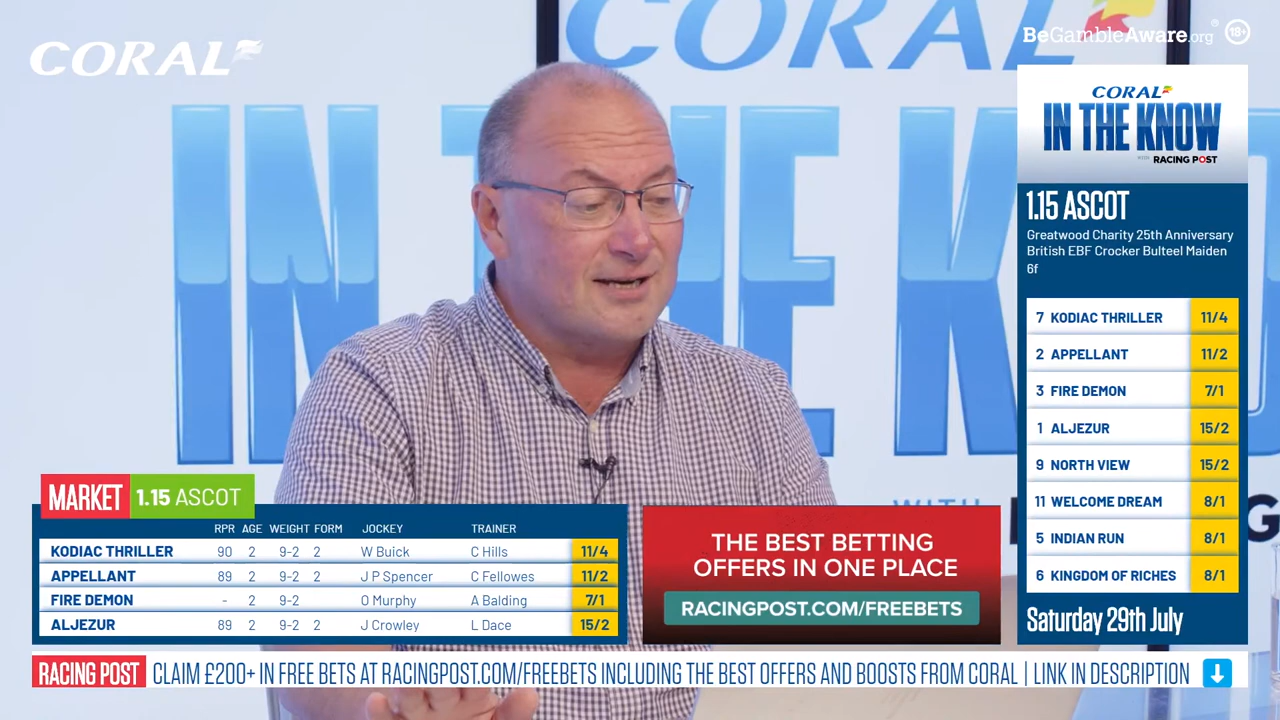 CORAL
CORAL
BeGambleAware.org® 18+
IN THE KNOW
WITH
CORAL
IN THE KNOW
WITH RACING POST
1.15 ASCOT
Greatwood Charity 25th Anniversary
British EBF Crocker Bulteel Maiden
6f
7 KODIAC THRILLER 11/4
2 APPELLANT 11/2
3 FIRE DEMON 7/1
1 ALJEZUR 15/2
9 NORTH VIEW 15/2
11 WELCOME DREAM 8/1
5 INDIAN RUN 8/1
6 KINGDOM OF RICHES 8/1
Saturday 29th July
MARKET 1.15 ASCOT
RPR AGE WEIGHT FORM JOCKEY TRAINER
KODIAC THRILLER 90 2 9-2 2 W Buick C Hills 11/4
APPELLANT 89 2 9-2 2 J P Spencer C Fellowes 11/2
FIRE DEMON - 2 9-2 O Murphy A Balding 7/1
ALJEZUR 89 2 9-2 2 J Crowley L Dace 15/2
THE BEST BETTING
OFFERS IN ONE PLACE
RACINGPOST.COM/FREEBETS
RACING POST CLAIM £200+ IN FREE BETS AT RACINGPOST.COM/FREEBETS INCLUDING THE BEST OFFERS AND BOOSTS FROM CORAL | LINK IN DESCRIPTION